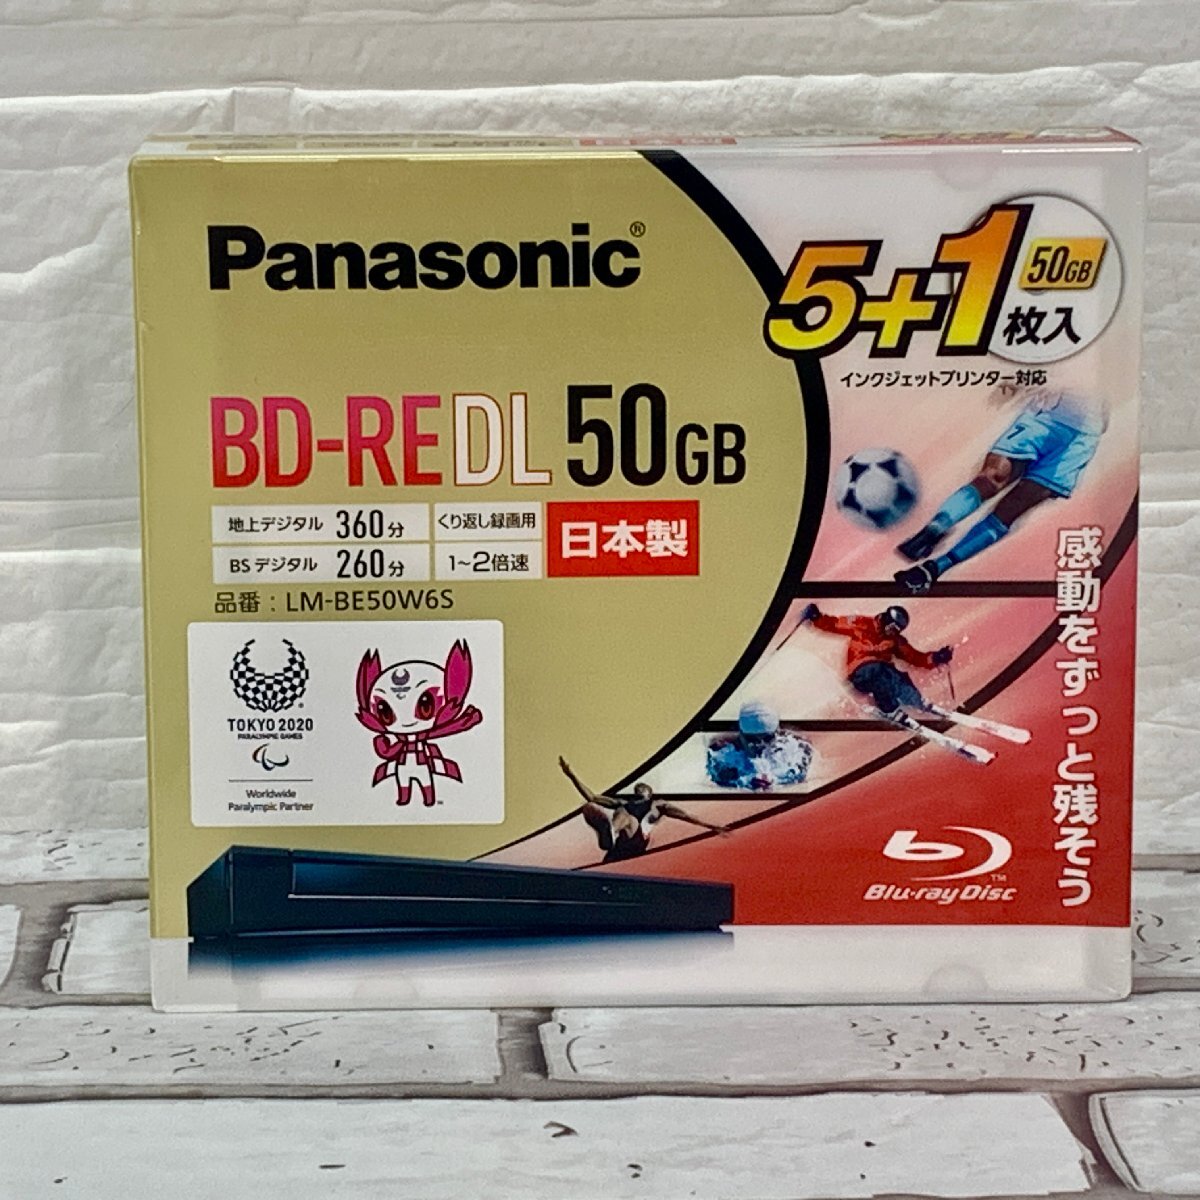 Panasonic®
5+1枚入
50GB
インクジェットプリンター対応
BD-RE DL 50GB
地上デジタル 360分
くり返し録画用
BSデジタル 260分
1~2倍速
日本製
品番：LM-BE50W6S
TOKYO 2020
PARALYMPIC GAMES
Worldwide
Paralympic Partner
7
感動をずっと残そう
Blu-ray Disc™